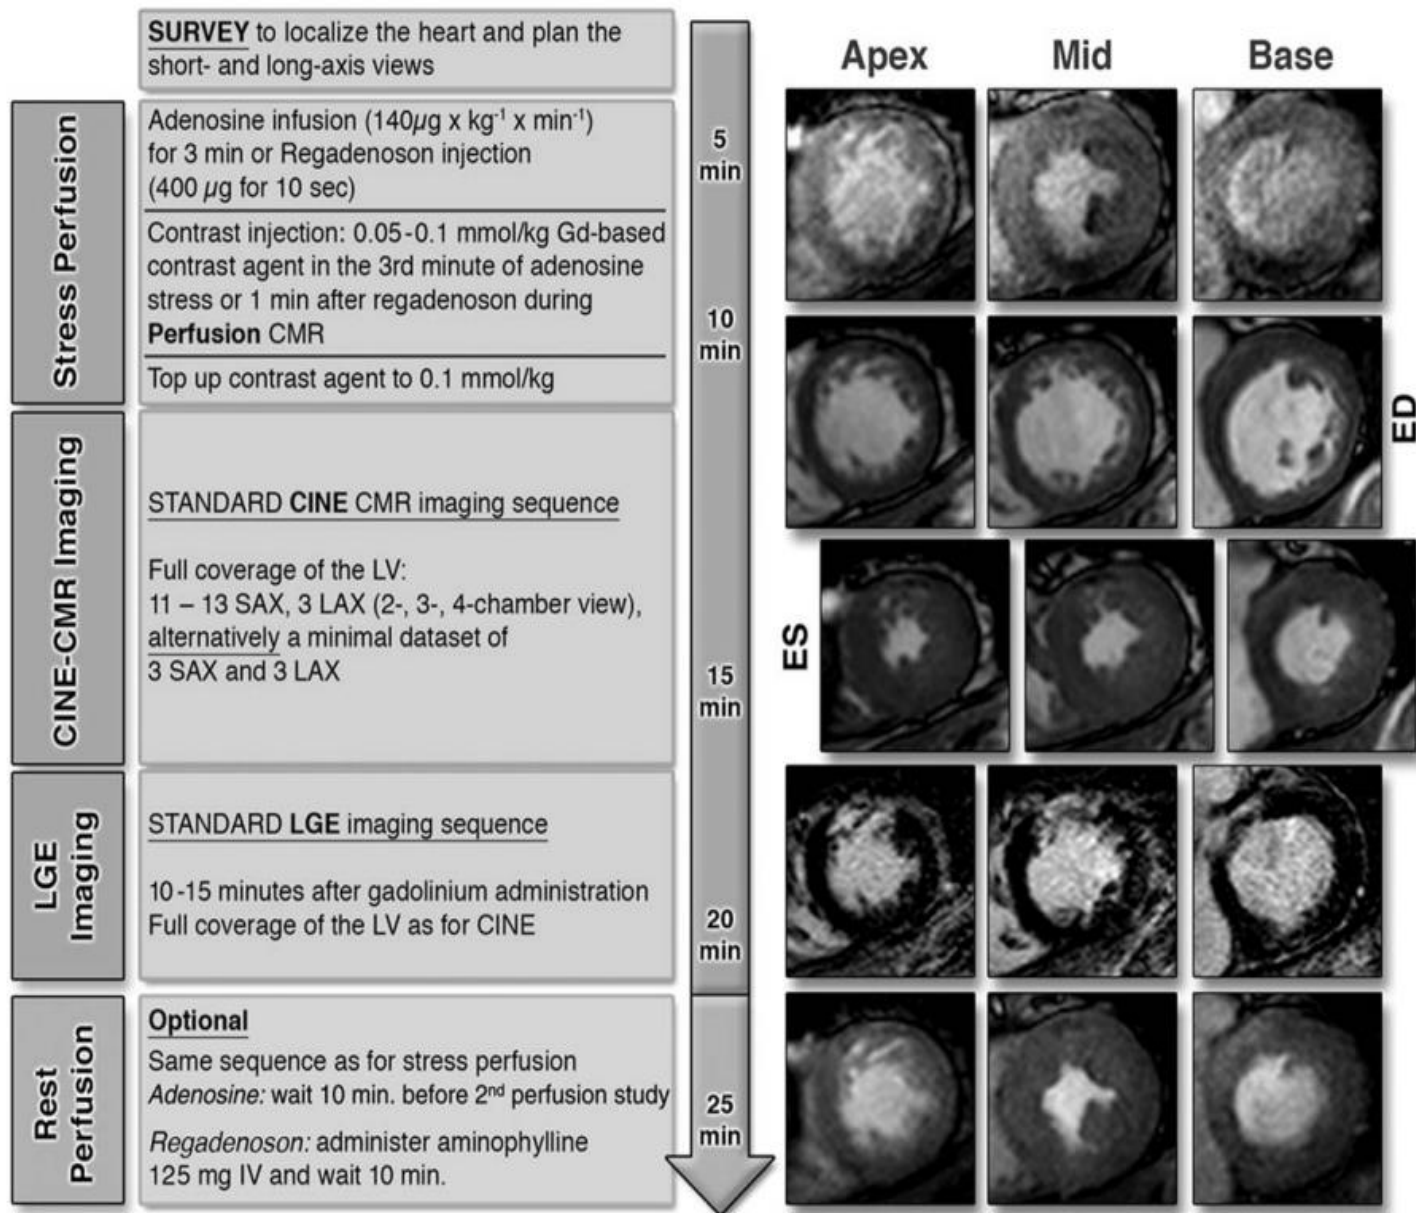 SURVEY to localize the heart and plan the
short- and long-axis views
Stress Perfusion
Adenosine infusion (140µg x kg⁻¹ x min⁻¹)
for 3 min or Regadenoson injection
(400 µg for 10 sec)
Contrast injection: 0.05-0.1 mmol/kg Gd-based
contrast agent in the 3rd minute of adenosine
stress or 1 min after regadenoson during
Perfusion CMR
Top up contrast agent to 0.1 mmol/kg
CINE-CMR Imaging
STANDARD CINE CMR imaging sequence
Full coverage of the LV:
11 – 13 SAX, 3 LAX (2-, 3-, 4-chamber view),
alternatively a minimal dataset of
3 SAX and 3 LAX
LGE
Imaging
STANDARD LGE imaging sequence
10-15 minutes after gadolinium administration
Full coverage of the LV as for CINE
Rest
Perfusion
Optional
Same sequence as for stress perfusion
Adenosine: wait 10 min. before 2nd perfusion study
Regadenoson: administer aminophylline
125 mg IV and wait 10 min.
5
min
10
min
15
min
20
min
25
min
Apex Mid Base
ED
ES